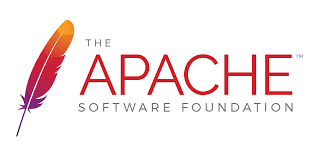 THE
APACHE™
SOFTWARE FOUNDATION